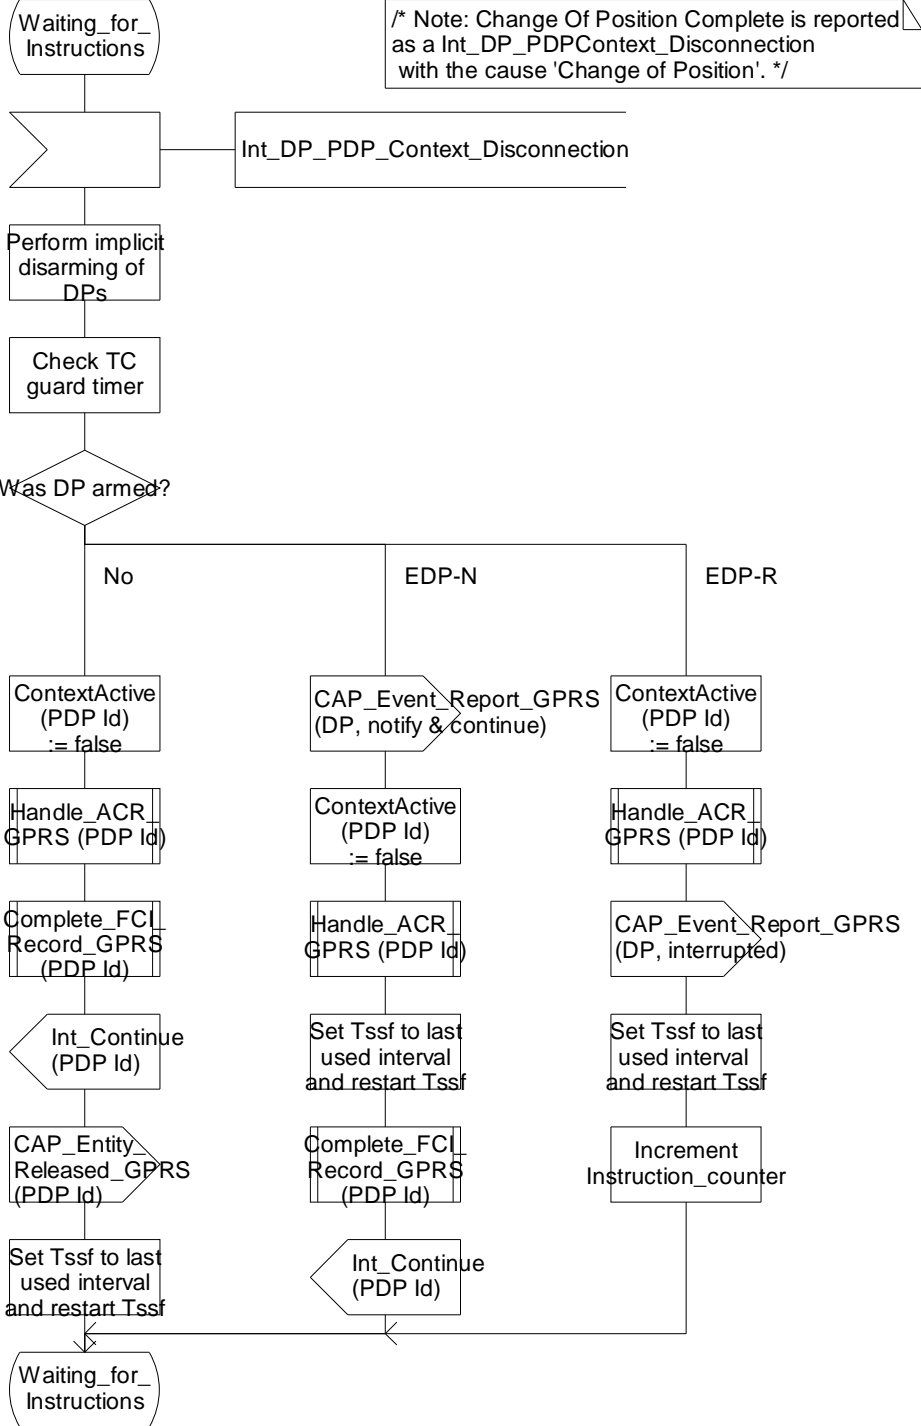 Waiting_for_
Instructions
/* Note: Change Of Position Complete is reported
as a Int_DP_PDPContext_Disconnection
with the cause 'Change of Position'. */
Int_DP_PDP_Context_Disconnection
Perform implicit
disarming of
DPs
Check TC
guard timer
Was DP armed?
No
EDP-N
EDP-R
ContextActive
(PDP Id)
:= false
Handle_ACR_
GPRS (PDP Id)
Complete_FCI_
Record_GPRS
(PDP Id)
Int_Continue
(PDP Id)
CAP_Entity_
Released_GPRS
(PDP Id)
Set Tssf to last
used interval
and restart Tssf
CAP_Event_Report_GPRS
(DP, notify & continue)
ContextActive
(PDP Id)
:= false
Handle_ACR_
GPRS (PDP Id)
Set Tssf to last
used interval
and restart Tssf
Complete_FCI_
Record_GPRS
(PDP Id)
Int_Continue
(PDP Id)
ContextActive
(PDP Id)
:= false
Handle_ACR_
GPRS (PDP Id)
CAP_Event_Report_GPRS
(DP, interrupted)
Set Tssf to last
used interval
and restart Tssf
Increment
Instruction_counter
Waiting_for_
Instructions